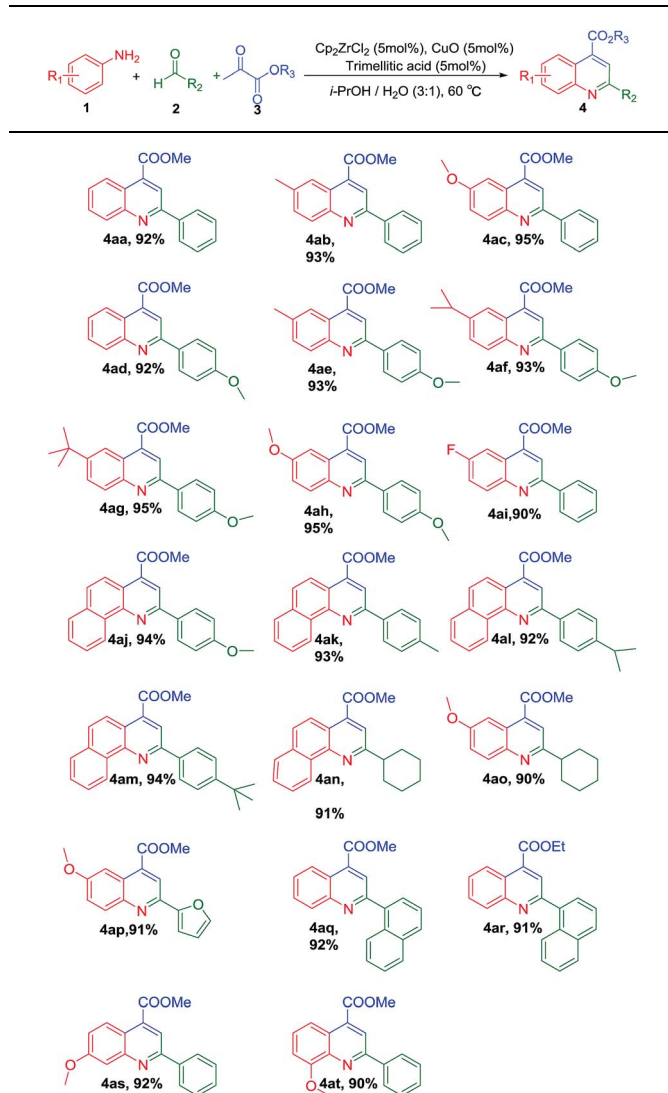 NH2 O O Cp2ZrCl2 (5mol%), CuO (5mol%) CO2R3
R1 + H R2 + OR3 Trimellitic acid (5mol%) R1
O i-PrOH / H2O (3:1), 60 °C N R2
1 2 3 4
COOMe COOMe COOMe
O
N N N
4aa, 92% 4ab, 93% 4ac, 95%
COOMe COOMe COOMe
N N N
4ad, 92% O 4ae, 93% O 4af, 93% O
COOMe O COOMe F COOMe
N N N
4ag, 95% O 4ah, 95% O 4ai,90%
COOMe COOMe COOMe
N N N
4aj, 94% O 4ak, 93% 4al, 92%
COOMe COOMe COOMe
O
N N N
4am, 94% 4an, 91% 4ao, 90%
COOMe COOMe COOEt
O
N N N
4ap,91% O 4aq, 92% 4ar, 91%
COOMe COOMe
O N N
4as, 92% O 4at, 90%